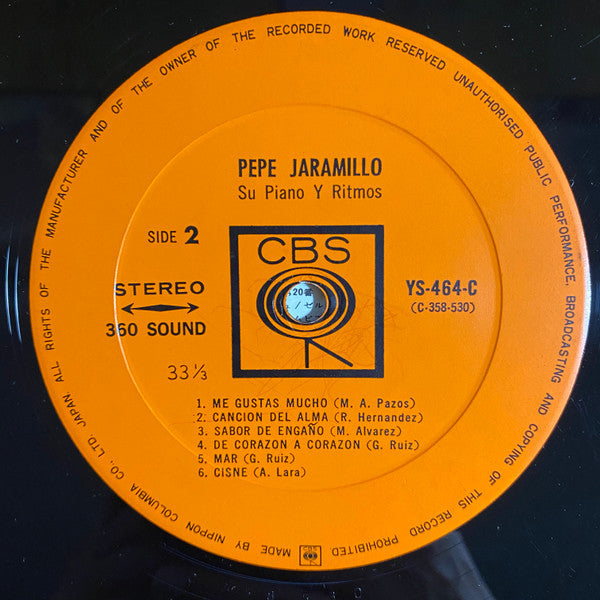 ALL RIGHTS OF THE MANUFACTURER AND OF THE OWNER OF THE RECORDED WORK RESERVED UNAUTHORISED PUBLIC PERFORMANCE, BROADCASTING AND COPYING OF THIS RECORD PROHIBITED
MADE BY NIPPON COLUMBIA CO., LTD. JAPAN
PEPE JARAMILLO
Su Piano Y Ritmos
SIDE 2
CBS
STEREO
360 SOUND
YS-464-C
(C-358-530)
33 ⅓
1. ME GUSTAS MUCHO (M. A. Pazos)
2. CANCION DEL ALMA (R. Hernandez)
3. SABOR DE ENGAÑO (M. Alvarez)
4. DE CORAZON A CORAZON (G. Ruiz)
5. MAR (G. Ruiz)
6. CISNE (A. Lara)
CBS